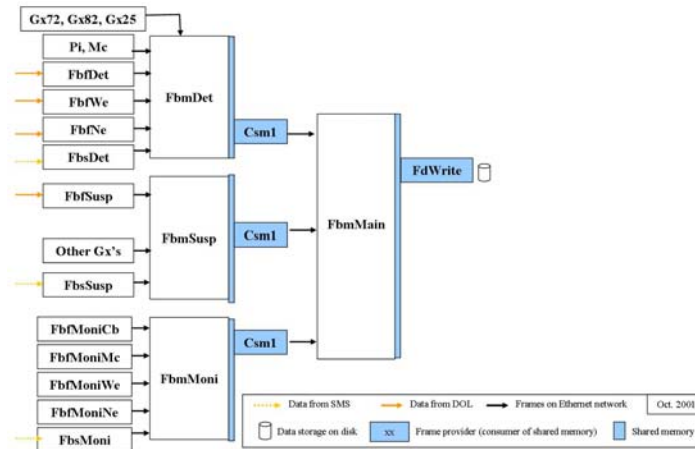 Gx72, Gx82, Gx25
Pi, Mc
FbfDet
FbfWe
FbfNe
FbsDet
FbmDet
Csm1
FbfSusp
Other Gx's
FbsSusp
FbmSusp
Csm1
FbfMoniCb
FbfMoniMc
FbfMoniWe
FbfMoniNe
FbsMoni
FbmMoni
Csm1
FbmMain
FdWrite
Data from SMS
Data from DOL
Frames on Ethernet network
Oct. 2001
Data storage on disk
xx
Frame provider (consumer of shared memory)
Shared memory